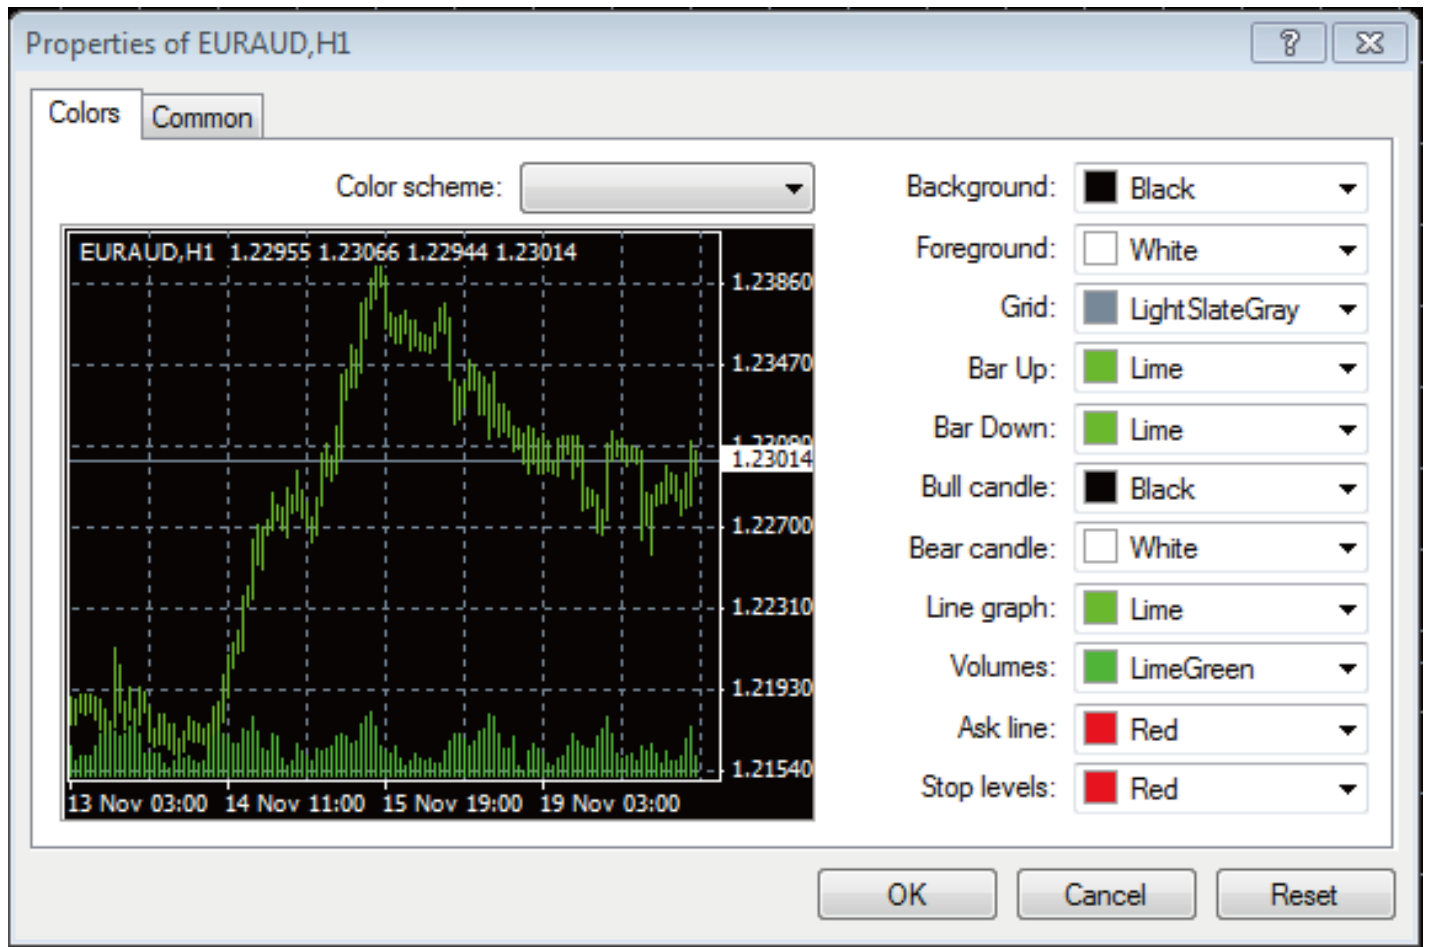 Properties of EURAUD,H1
Colors
Common
Color scheme:
EURAUD,H1 1.22955 1.23066 1.22944 1.23014
1.23860
1.23470
1.23090
1.23014
1.22700
1.22310
1.21930
1.21540
13 Nov 03:00 14 Nov 11:00 15 Nov 19:00 19 Nov 03:00
Background: Black
Foreground: White
Grid: LightSlateGray
Bar Up: Lime
Bar Down: Lime
Bull candle: Black
Bear candle: White
Line graph: Lime
Volumes: LimeGreen
Ask line: Red
Stop levels: Red
OK Cancel Reset